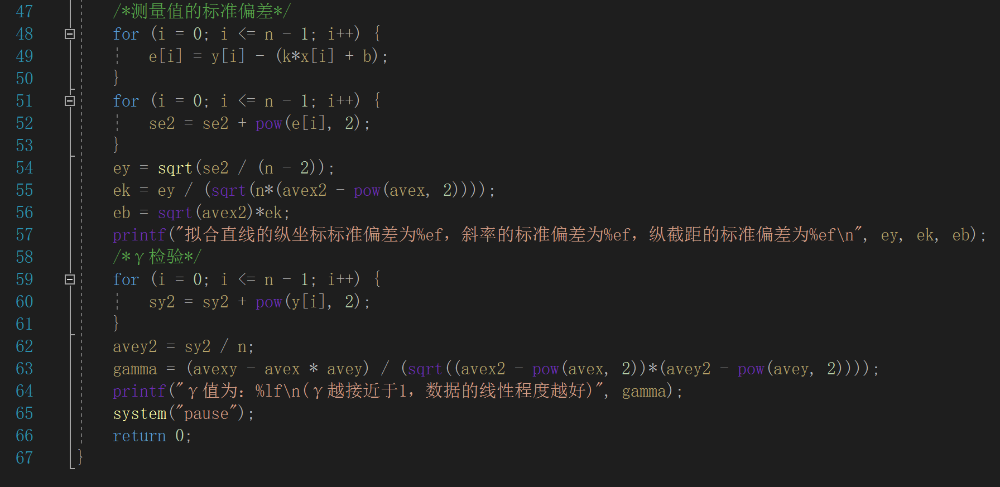 47 /*测量值的标准偏差*/
48 for (i = 0; i <= n - 1; i++) {
49 e[i] = y[i] - (k*x[i] + b);
50 }
51 for (i = 0; i <= n - 1; i++) {
52 se2 = se2 + pow(e[i], 2);
53 }
54 ey = sqrt(se2 / (n - 2));
55 ek = ey / (sqrt(n*(avex2 - pow(avex, 2))));
56 eb = sqrt(avex2)*ek;
57 printf("拟合直线的纵坐标标准偏差为%ef，斜率的标准偏差为%ef，纵截距的标准偏差为%ef\n", ey, ek, eb);
58 /*γ检验*/
59 for (i = 0; i <= n - 1; i++) {
60 sy2 = sy2 + pow(y[i], 2);
61 }
62 avey2 = sy2 / n;
63 gamma = (avexy - avex * avey) / (sqrt((avex2 - pow(avex, 2))*(avey2 - pow(avey, 2))));
64 printf("γ值为：%lf\n(γ越接近于1，数据的线性程度越好)", gamma);
65 system("pause");
66 return 0;
67 }